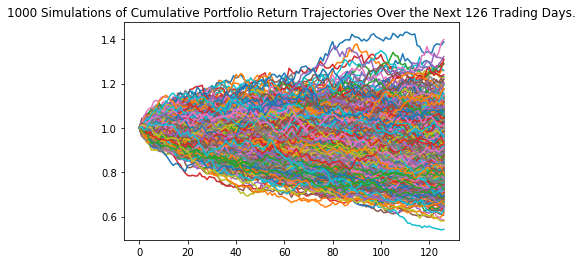 1000 Simulations of Cumulative Portfolio Return Trajectories Over the Next 126 Trading Days.
1.4
1.2
1.0
0.8
0.6
0 20 40 60 80 100 120